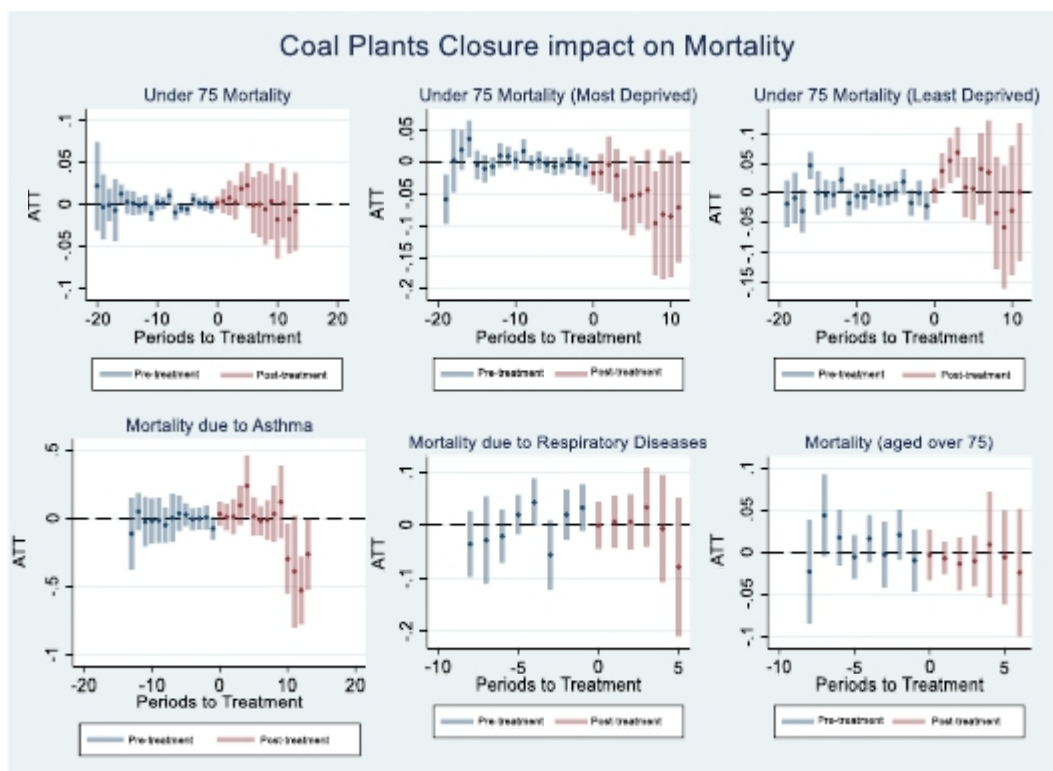 Coal Plants Closure impact on Mortality
Under 75 Mortality
.1
.05
0
-.05
-.1
ATT
-20 -10 0 10 20
Periods to Treatment
Pre-treatment Post-treatment
Under 75 Mortality (Most Deprived)
.05
0
-.05
-.1
-.15
-.2
ATT
-20 -10 0 10
Periods to Treatment
Pre-treatment Post-treatment
Under 75 Mortality (Least Deprived)
.1
.05
0
-.05
-.1
-.15
ATT
-20 -10 0 10
Periods to Treatment
Pre-treatment Post-treatment
Mortality due to Asthma
.5
0
-.5
-1
ATT
-20 -10 0 10 20
Periods to Treatment
Pre-treatment Post-treatment
Mortality due to Respiratory Diseases
.1
0
-.1
-.2
ATT
-10 -5 0 5
Periods to Treatment
Pre-treatment Post-treatment
Mortality (aged over 75)
.1
.05
0
-.05
-.1
ATT
-10 -5 0 5
Periods to Treatment
Pre-treatment Post-treatment